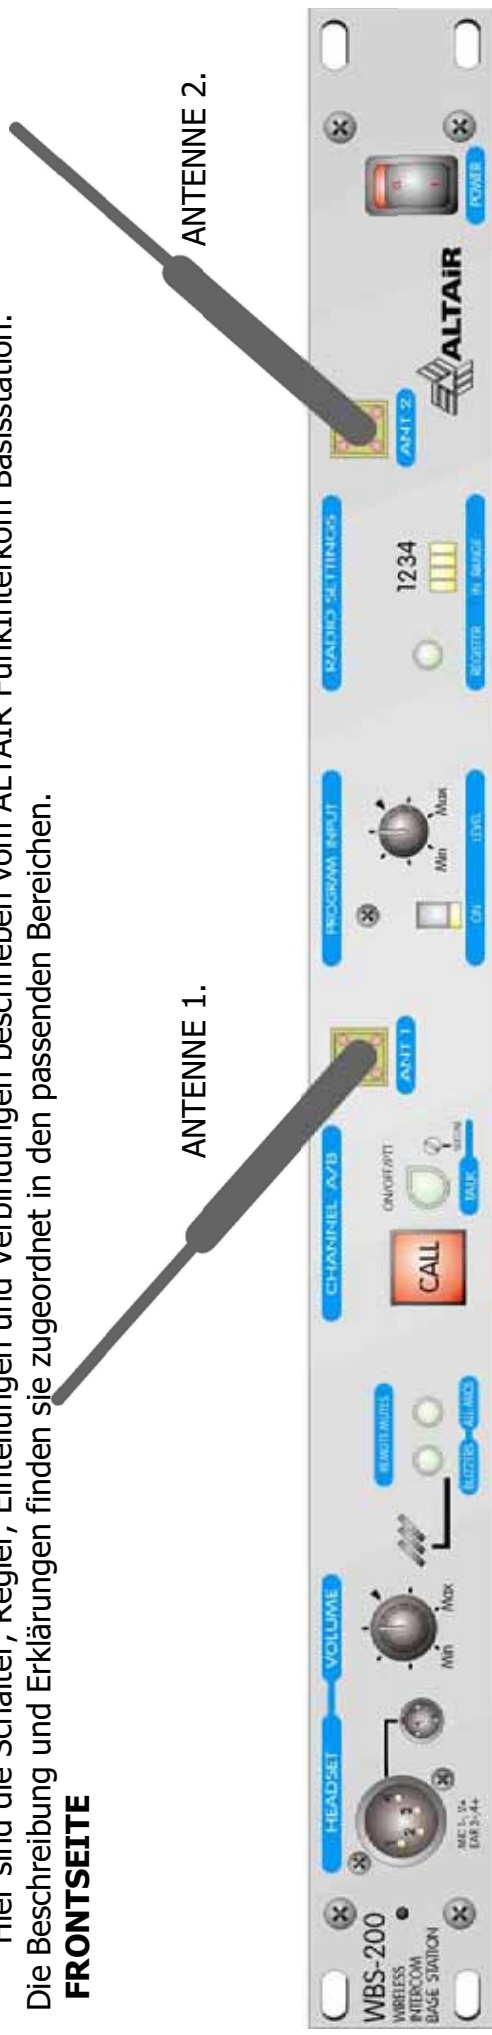 Hier sind die Schalter, Regler, Einteilungen und Verbindungen beschrieben vom ALTAIR Funkinterkom Basisstation.
Die Beschreibung und Erklärungen finden sie zugeordnet in den passenden Bereichen.
FRONTSEITE
ANTENNE 1.
ANTENNE 2.
WBS-200
WIRELESS
INTERCOM
BASE STATION
HEADSET
VOLUME
Min
Max
REMOTE MUTES
BUZZERS
ALL MICS
CHANNEL A/B
CALL
ON/OFF/PTT
TALK
ANT 1
PROGRAM INPUT
ON
Min
Max
LEVEL
RADIO SETTINGS
1234
REGISTER
IN RANGE
ANT 2
ALTAiR
POWER